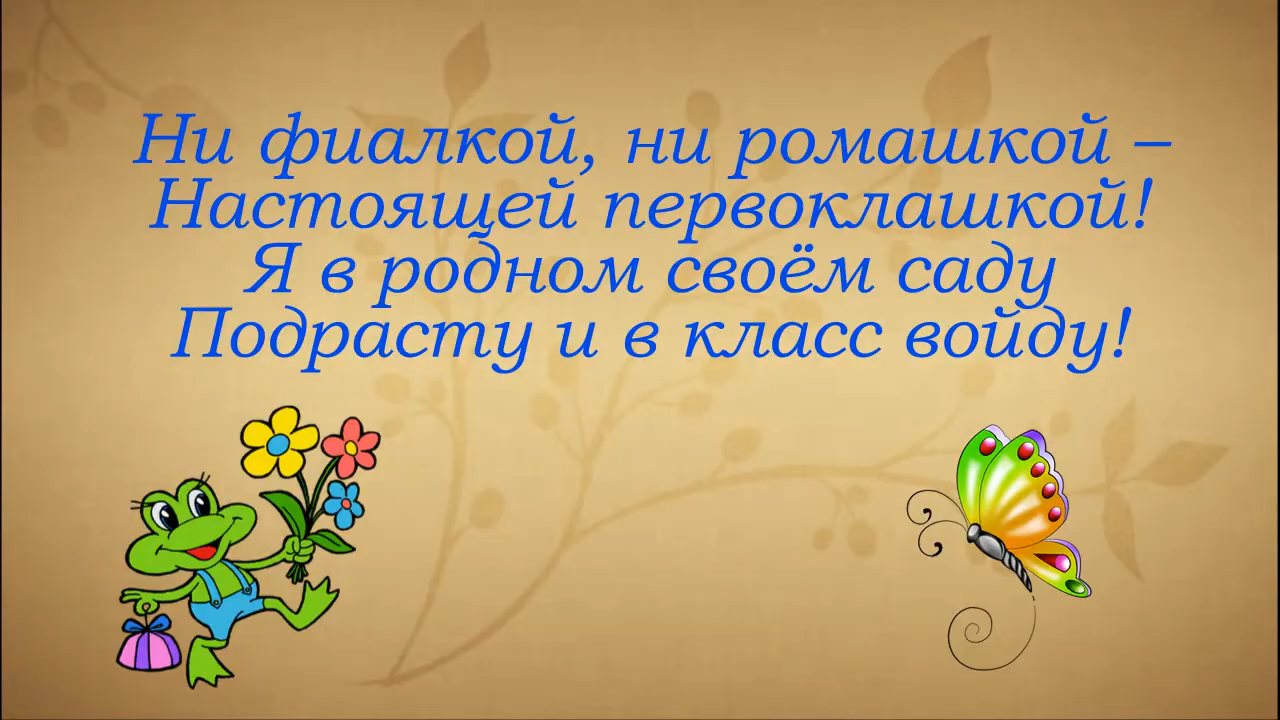 Ни фиалкой, ни ромашкой –
Настоящей первоклашкой!
Я в родном своём саду
Подрасту и в класс войду!